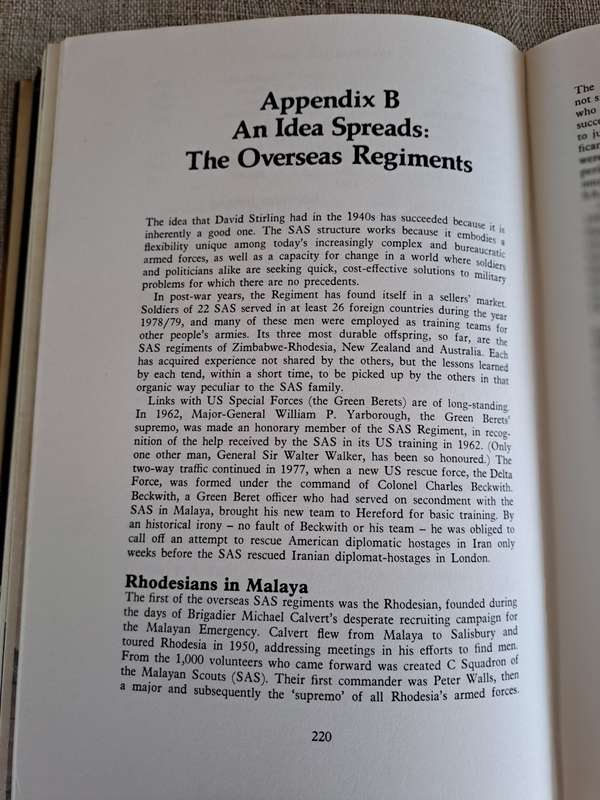 Appendix B
An Idea Spreads:
The Overseas Regiments
The idea that David Stirling had in the 1940s has succeeded because it is
inherently a good one. The SAS structure works because it embodies a
flexibility unique among today's increasingly complex and bureaucratic
armed forces, as well as a capacity for change in a world where soldiers
and politicians alike are seeking quick, cost-effective solutions to military
problems for which there are no precedents.
In post-war years, the Regiment has found itself in a sellers' market.
Soldiers of 22 SAS served in at least 26 foreign countries during the year
1978/79, and many of these men were employed as training teams for
other people's armies. Its three most durable offspring, so far, are the
SAS regiments of Zimbabwe-Rhodesia, New Zealand and Australia. Each
has acquired experience not shared by the others, but the lessons learned
by each tend, within a short time, to be picked up by the others in that
organic way peculiar to the SAS family.
Links with US Special Forces (the Green Berets) are of long-standing.
In 1962, Major-General William P. Yarborough, the Green Berets'
supremo, was made an honorary member of the SAS Regiment, in recog-
nition of the help received by the SAS in its US training in 1962. (Only
one other man, General Sir Walter Walker, has been so honoured.) The
two-way traffic continued in 1977, when a new US rescue force, the Delta
Force, was formed under the command of Colonel Charles Beckwith.
Beckwith, a Green Beret officer who had served on secondment with the
SAS in Malaya, brought his new team to Hereford for basic training. By
an historical irony – no fault of Beckwith or his team – he was obliged to
call off an attempt to rescue American diplomatic hostages in Iran only
weeks before the SAS rescued Iranian diplomat-hostages in London.
Rhodesians in Malaya
The first of the overseas SAS regiments was the Rhodesian, founded during
the days of Brigadier Michael Calvert's desperate recruiting campaign for
the Malayan Emergency. Calvert flew from Malaya to Salisbury and
toured Rhodesia in 1950, addressing meetings in his efforts to find men.
From the 1,000 volunteers who came forward was created C Squadron of
the Malayan Scouts (SAS). Their first commander was Peter Walls, then
a major and subsequently the 'supremo' of all Rhodesia's armed forces.
220
The
not s
who
succe
to ju
fican
were
peri